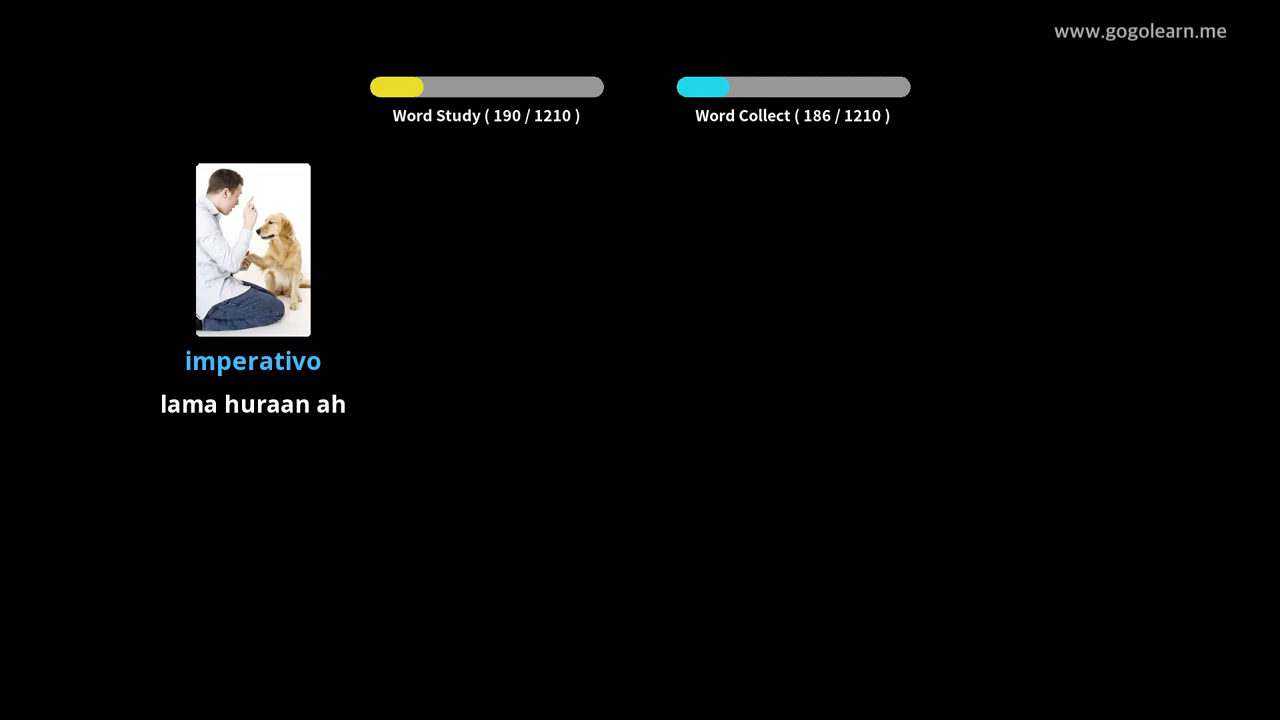 www.gogolearn.me
Word Study ( 190 / 1210 )
Word Collect ( 186 / 1210 )
imperativo
lama huraan ah